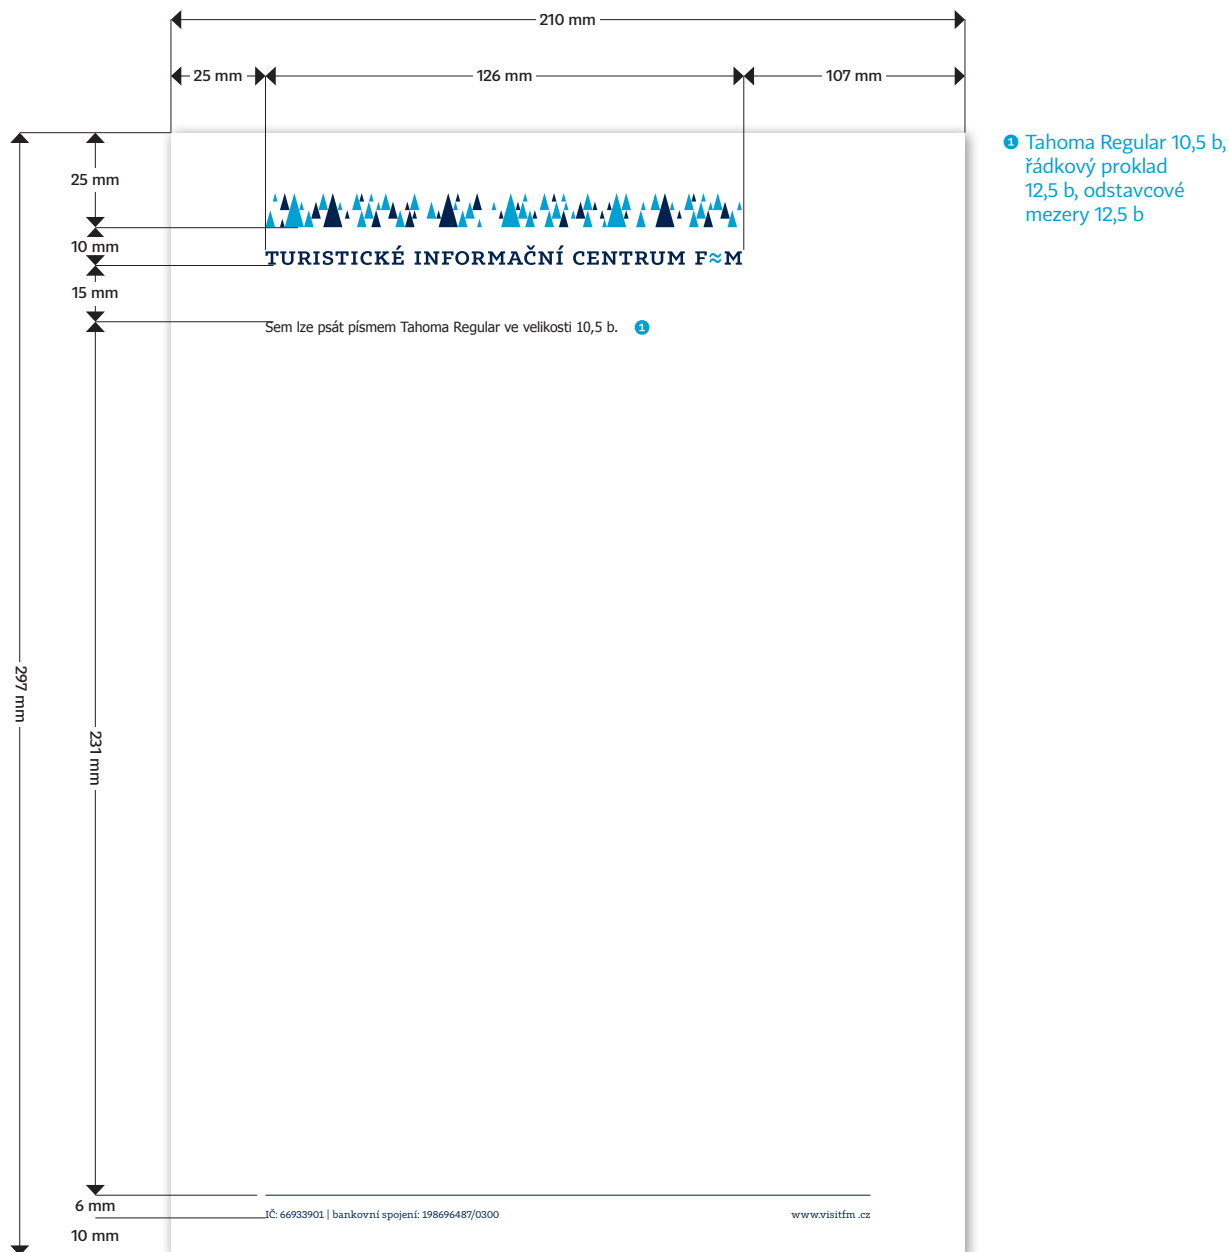 210 mm
25 mm
126 mm
107 mm
❶ Tahoma Regular 10,5 b,
řádkový proklad
12,5 b, odstavcové
mezery 12,5 b
25 mm
10 mm
TURISTICKÉ INFORMAČNÍ CENTRUM F≈M
15 mm
Sem lze psát písmem Tahoma Regular ve velikosti 10,5 b. ❶
297 mm
231 mm
6 mm
IČ: 66933901 | bankovní spojení: 198696487/0300
www.visitfm .cz
10 mm